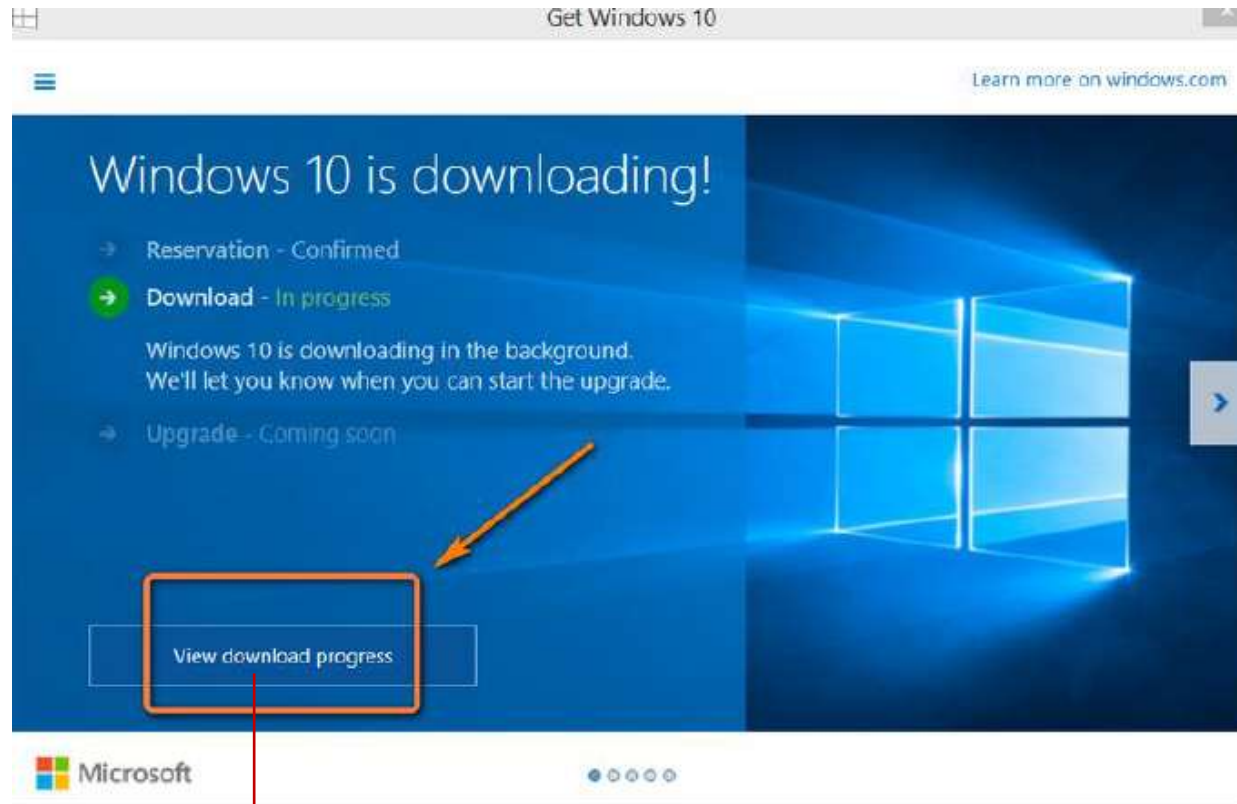 Get Windows 10
Learn more on windows.com
Windows 10 is downloading!
Reservation - Confirmed
Download - In progress
Windows 10 is downloading in the background.
We'll let you know when you can start the upgrade.
Upgrade - Coming soon
View download progress
Microsoft